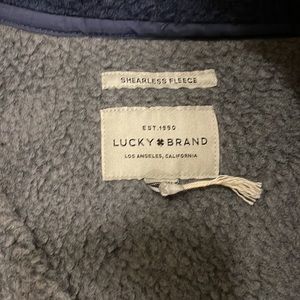 SHEARLESS FLEECE
EST. 1990
LUCKY BRAND
LOS ANGELES, CALIFORNIA